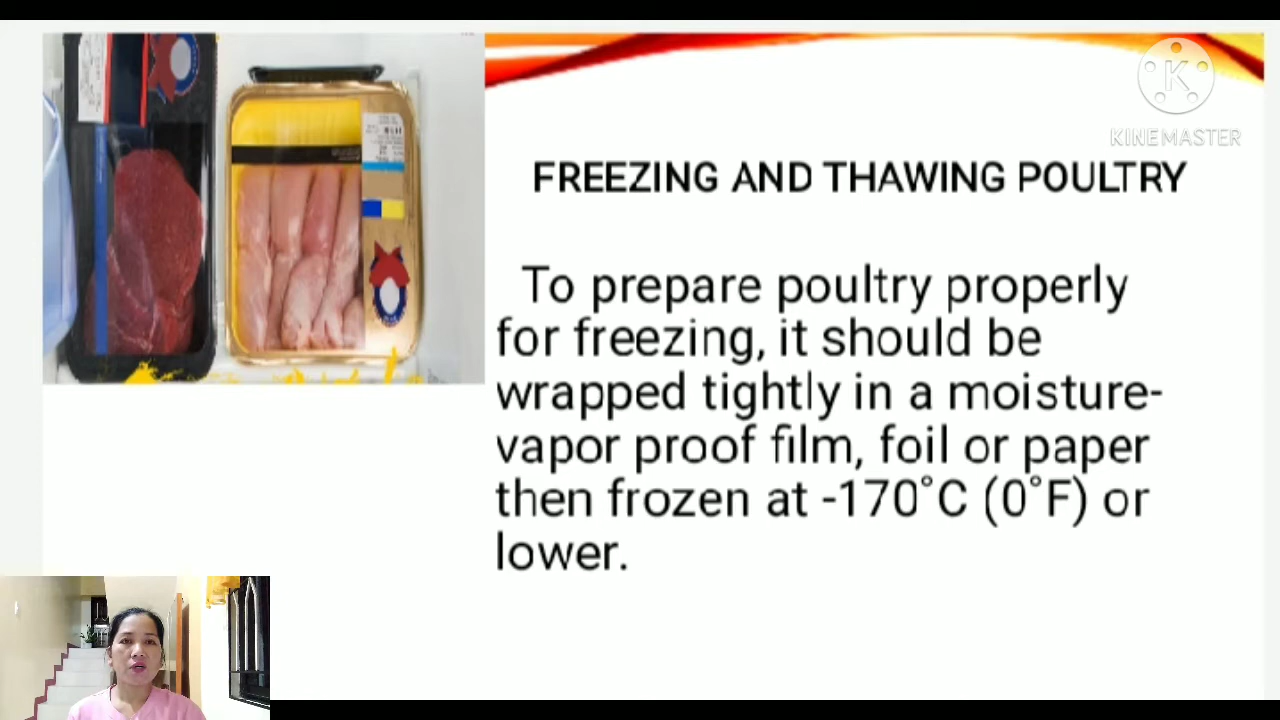 KINEMASTER
FREEZING AND THAWING POULTRY
To prepare poultry properly
for freezing, it should be
wrapped tightly in a moisture-
vapor proof film, foil or paper
then frozen at -170˚C (0˚F) or
lower.